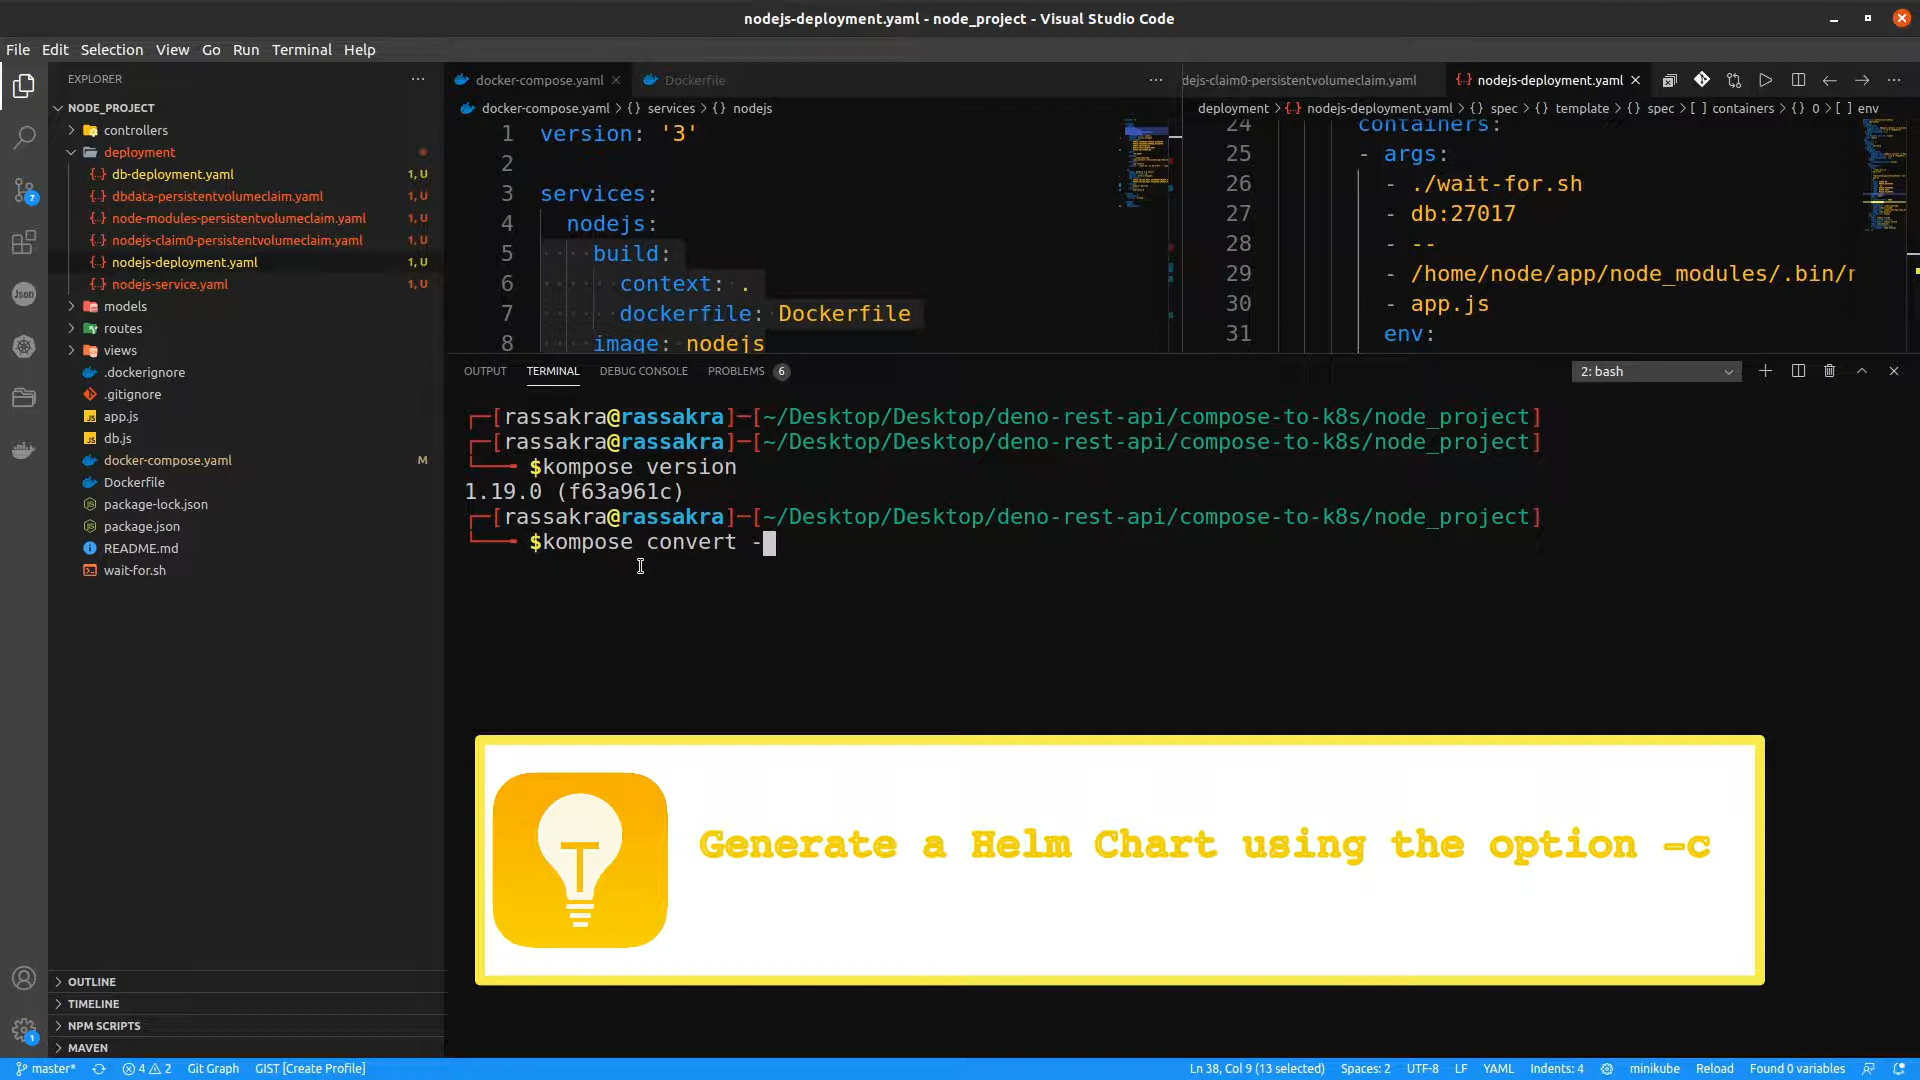 nodejs-deployment.yaml - node_project - Visual Studio Code
File Edit Selection View Go Run Terminal Help
EXPLORER
NODE_PROJECT
controllers
deployment
db-deployment.yaml 1, U
dbdata-persistentvolumeclaim.yaml 1, U
node-modules-persistentvolumeclaim.yaml 1, U
nodejs-claim0-persistentvolumeclaim.yaml 1, U
nodejs-deployment.yaml 1, U
nodejs-service.yaml 1, U
models
routes
views
.dockerignore
.gitignore
app.js
db.js
docker-compose.yaml M
Dockerfile
package-lock.json
package.json
README.md
wait-for.sh
OUTLINE
TIMELINE
NPM SCRIPTS
MAVEN
docker-compose.yaml Dockerfile
docker-compose.yaml > {} services > {} nodejs
1 version: '3'
2
3 services:
4 nodejs:
5 build:
6 context: .
7 dockerfile: Dockerfile
8 image: nodejs
dejs-claim0-persistentvolumeclaim.yaml nodejs-deployment.yaml
deployment > nodejs-deployment.yaml > {} spec > {} template > {} spec > [ ] containers > {} 0 > [ ] env
24 containers:
25 - args:
26 - ./wait-for.sh
27 - db:27017
28 - --
29 - /home/node/app/node_modules/.bin/
30 - app.js
31 env:
OUTPUT TERMINAL DEBUG CONSOLE PROBLEMS 6
2: bash
[rassakra@rassakra]-[~/Desktop/Desktop/deno-rest-api/compose-to-k8s/node_project]
[rassakra@rassakra]-[~/Desktop/Desktop/deno-rest-api/compose-to-k8s/node_project]
$kompose version
1.19.0 (f63a961c)
[rassakra@rassakra]-[~/Desktop/Desktop/deno-rest-api/compose-to-k8s/node_project]
$kompose convert -
T
Generate a Helm Chart using the option -c
7
Json
1
master* 4 2 Git Graph GIST [Create Profile]
Ln 38, Col 9 (13 selected) Spaces: 2 UTF-8 LF YAML Indents: 4 minikube Reload Found 0 variables